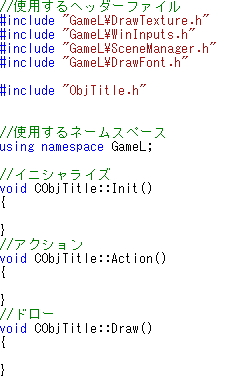 //使用するヘッダーファイル
#include "GameL¥DrawTexture.h"
#include "GameL¥WinInputs.h"
#include "GameL¥SceneManager.h"
#include "GameL¥DrawFont.h"
#include "ObjTitle.h"
//使用するネームスペース
using namespace GameL;
//イニシャライズ
void CObjTitle::Init()
{
}
//アクション
void CObjTitle::Action()
{
}
//ドロー
void CObjTitle::Draw()
{
}